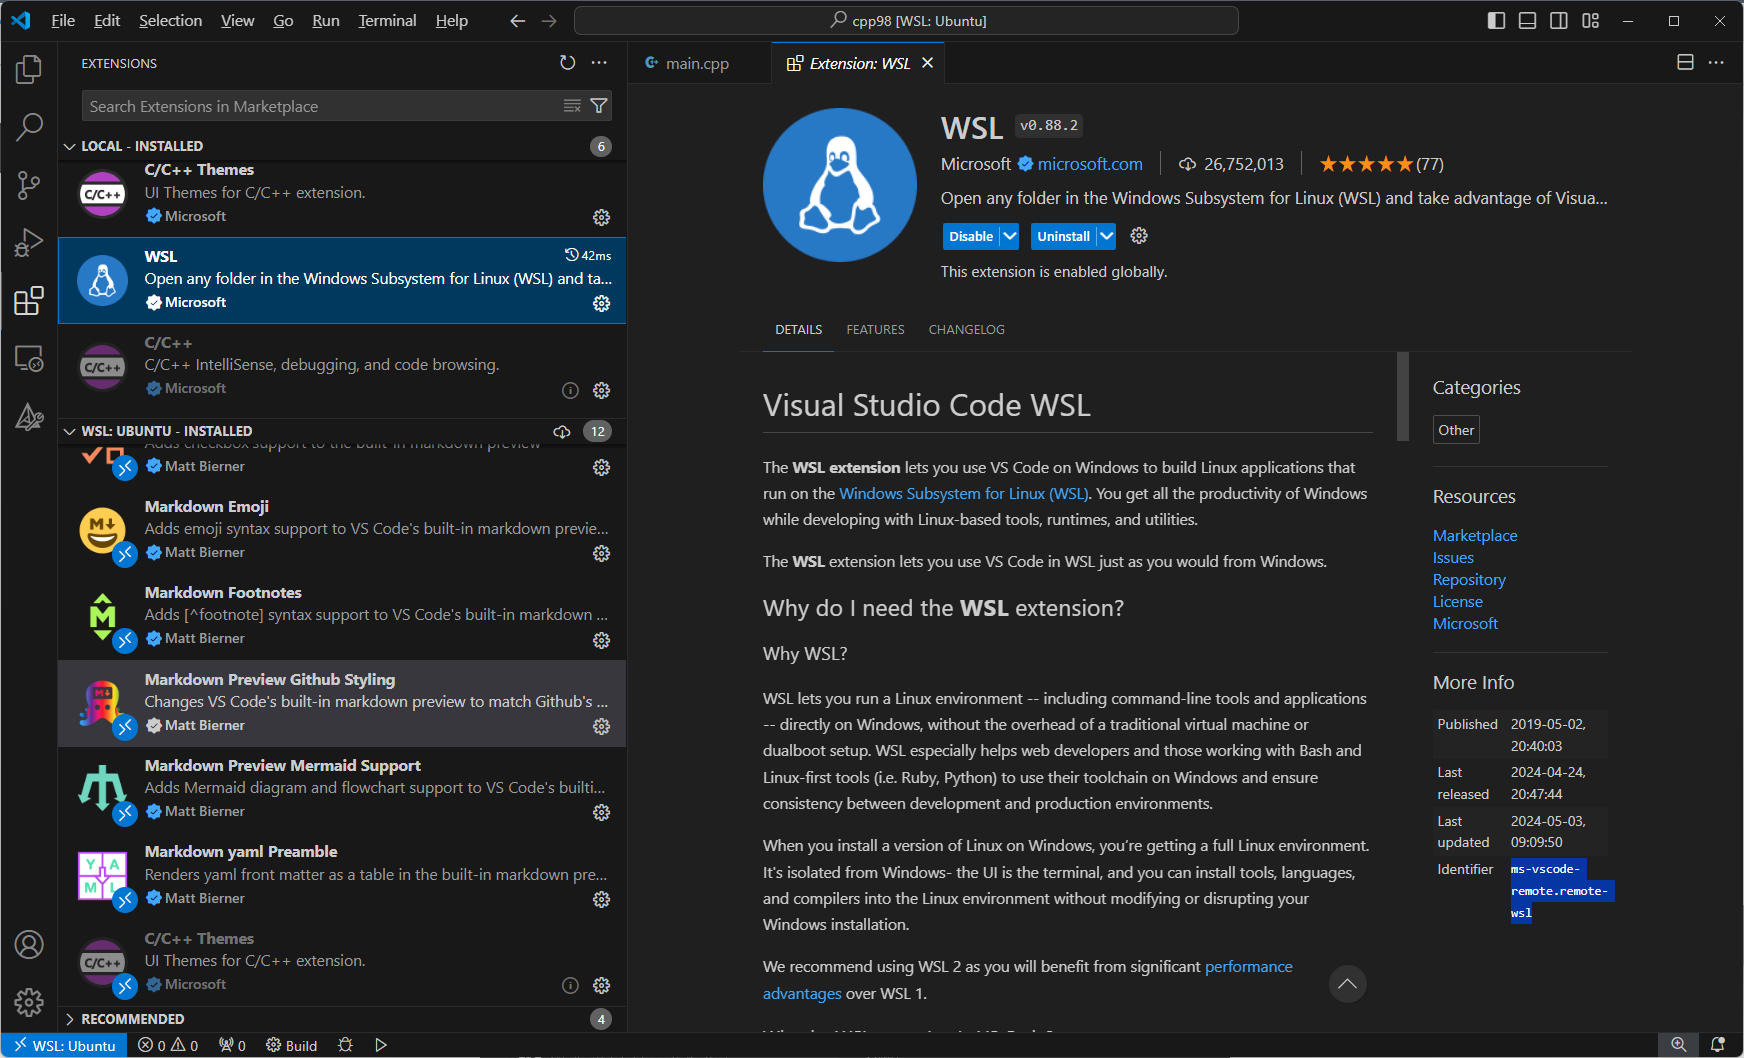 File Edit Selection View Go Run Terminal Help
cpp98 [WSL: Ubuntu]
EXTENSIONS
Search Extensions in Marketplace
LOCAL - INSTALLED
6
C/C++ Themes
UI Themes for C/C++ extension.
Microsoft
WSL
42ms
Open any folder in the Windows Subsystem for Linux (WSL) and ta...
Microsoft
C/C++
C/C++ IntelliSense, debugging, and code browsing.
Microsoft
WSL: UBUNTU - INSTALLED
12
Adds checkbox support to the built-in markdown preview
Matt Bierner
Markdown Emoji
Adds emoji syntax support to VS Code's built-in markdown previe...
Matt Bierner
Markdown Footnotes
Adds [^footnote] syntax support to VS Code's built-in markdown ...
Matt Bierner
Markdown Preview Github Styling
Changes VS Code's built-in markdown preview to match Github's ...
Matt Bierner
Markdown Preview Mermaid Support
Adds Mermaid diagram and flowchart support to VS Code's builti...
Matt Bierner
Markdown yaml Preamble
Renders yaml front matter as a table in the built-in markdown pre...
Matt Bierner
C/C++ Themes
UI Themes for C/C++ extension.
Microsoft
RECOMMENDED
4
main.cpp
Extension: WSL
WSL
v0.88.2
Microsoft microsoft.com 26,752,013 (77)
Open any folder in the Windows Subsystem for Linux (WSL) and take advantage of Visua...
Disable Uninstall
This extension is enabled globally.
DETAILS FEATURES CHANGELOG
Visual Studio Code WSL
The WSL extension lets you use VS Code on Windows to build Linux applications that
run on the Windows Subsystem for Linux (WSL). You get all the productivity of Windows
while developing with Linux-based tools, runtimes, and utilities.
The WSL extension lets you use VS Code in WSL just as you would from Windows.
Why do I need the WSL extension?
Why WSL?
WSL lets you run a Linux environment -- including command-line tools and applications
-- directly on Windows, without the overhead of a traditional virtual machine or
dualboot setup. WSL especially helps web developers and those working with Bash and
Linux-first tools (i.e. Ruby, Python) to use their toolchain on Windows and ensure
consistency between development and production environments.
When you install a version of Linux on Windows, you're getting a full Linux environment.
It's isolated from Windows- the UI is the terminal, and you can install tools, languages,
and compilers into the Linux environment without modifying or disrupting your
Windows installation.
We recommend using WSL 2 as you will benefit from significant performance
advantages over WSL 1.
Categories
Other
Resources
Marketplace
Issues
Repository
License
Microsoft
More Info
Published 2019-05-02,
20:40:03
Last 2024-04-24,
released 20:47:44
Last 2024-05-03,
updated 09:09:50
Identifier ms-vscode-
remote.remote-
wsl
WSL: Ubuntu 0 0 0 Build